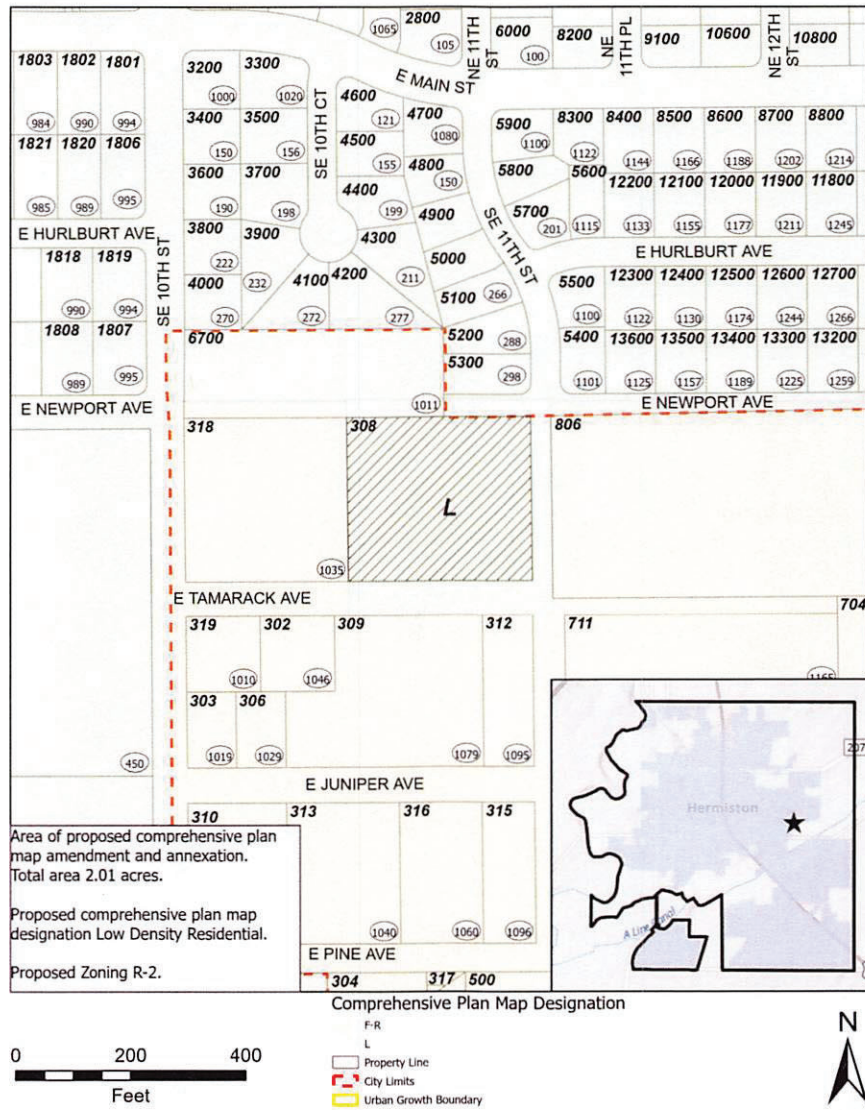 1065
2800
105
NE 11TH ST
6000
100
8200
NE 11TH PL
9100
10600
NE 12TH ST
10800
E MAIN ST
1803 1802 1801
984 990 994
3200
1000
3300
1020
SE 10TH CT
4600
121
4700
1080
3400
150
3500
156
4500
155
4800
150
5900
1100
8300 8400 8500 8600 8700 8800
1122 1144 1166 1188 1202 1214
1821 1820 1806
985 989 995
3600
190
3700
198
4400
199
5800
5600
12200 12100 12000 11900 11800
1115 1133 1155 1177 1211 1245
5700
201
4900
SE 11TH ST
E HURLBURT AVE
SE 10TH ST
3800
222
3900
232
4300
211
5000
E HURLBURT AVE
1818 1819
990 994
4000
270
4100
272
4200
277
5100
266
5500
1100
12300 12400 12500 12600 12700
1122 1130 1174 1244 1266
1808 1807
989 995
6700
1011
5200
288
5300
298
5400
1101
13600 13500 13400 13300 13200
1125 1157 1189 1225 1259
E NEWPORT AVE
E NEWPORT AVE
318
1035
308
L
806
E TAMARACK AVE
319
1010
302
1046
309
312
711
704
1165
303
1019
306
1029
1079
1095
450
E JUNIPER AVE
310
313
316
315
1040
1060
1096
E PINE AVE
304
317
500
207
Hermiston
A Line Canal
Area of proposed comprehensive plan
map amendment and annexation.
Total area 2.01 acres.
Proposed comprehensive plan map
designation Low Density Residential.
Proposed Zoning R-2.
Comprehensive Plan Map Designation
F-R
L
Property Line
City Limits
Urban Growth Boundary
0 200 400
Feet
N